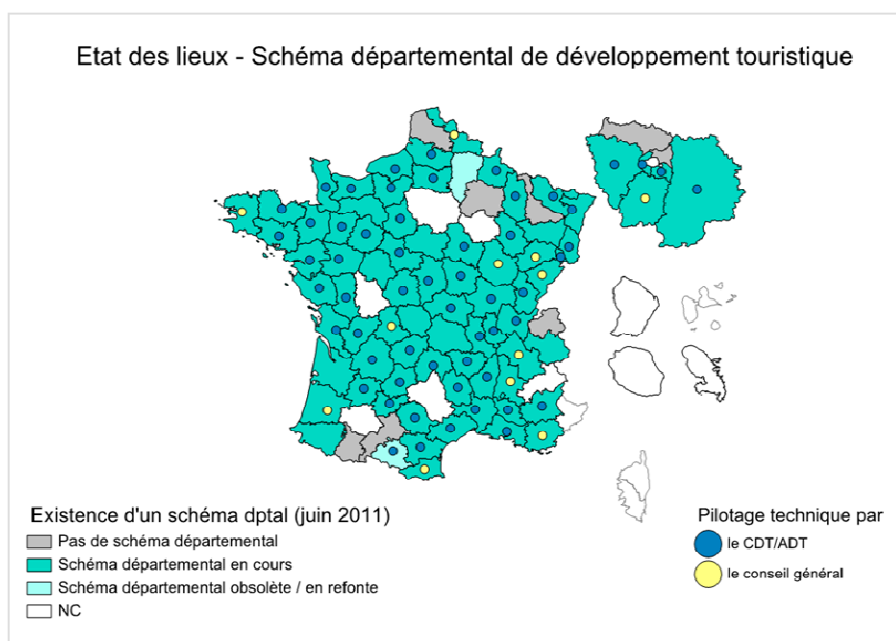 Etat des lieux - Schéma départemental de développement touristique
Existence d'un schéma dptal (juin 2011)
Pas de schéma départemental
Schéma départemental en cours
Schéma départemental obsolète / en refonte
NC
Pilotage technique par
le CDT/ADT
le conseil général